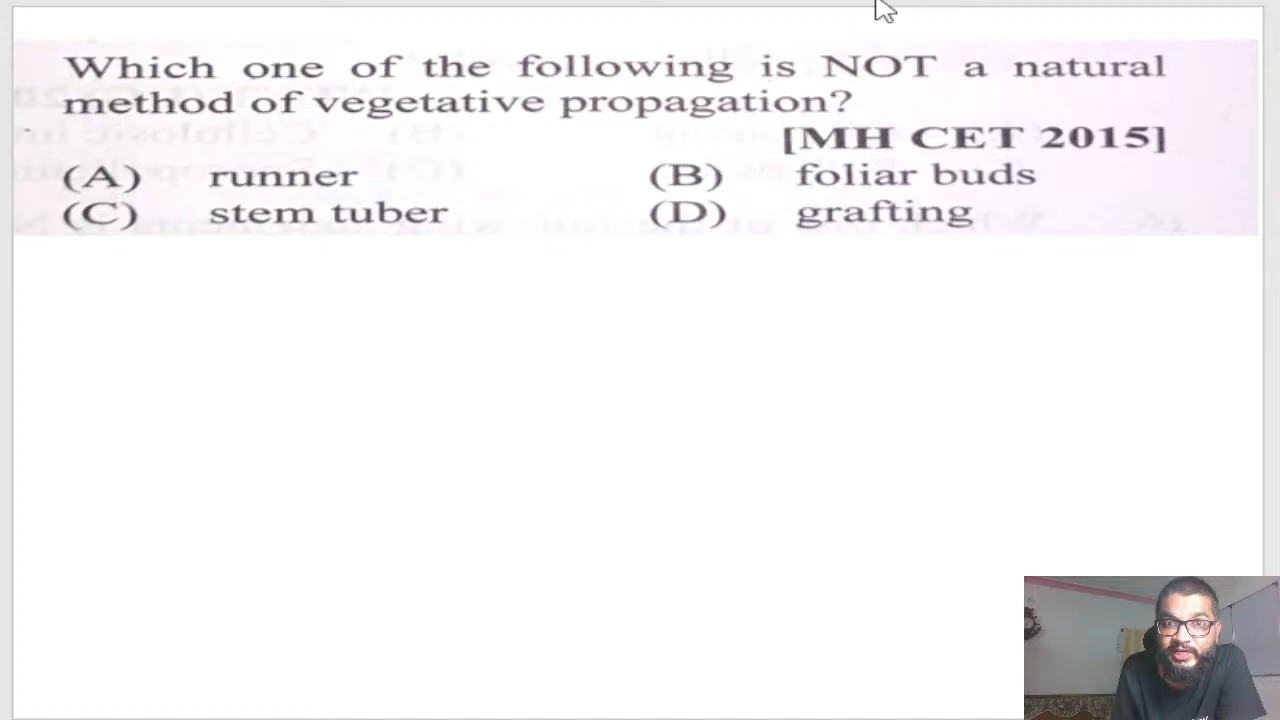 Which one of the following is NOT a natural
method of vegetative propagation?
[MH CET 2015]
(A) runner (B) foliar buds
(C) stem tuber (D) grafting